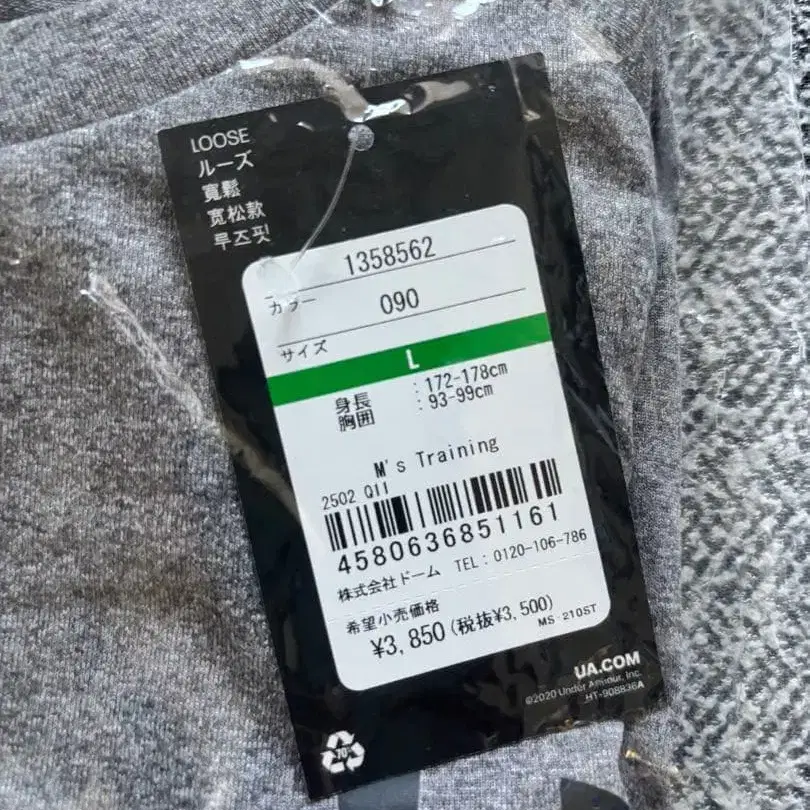 LOOSE
ルーズ
寬鬆
宽松款
루즈핏
1358562
カラー 090
サイズ
L
身長 : 172-178cm
胸囲 : 93-99cm
M's Training
2502 Q11
4580636851161
株式会社ドーム TEL : 0120-106-786
希望小売価格
¥3,850(税抜¥3,500)
MS-210ST
UA.COM
©2020 Under Armour, Inc.
HT-908836A
70%